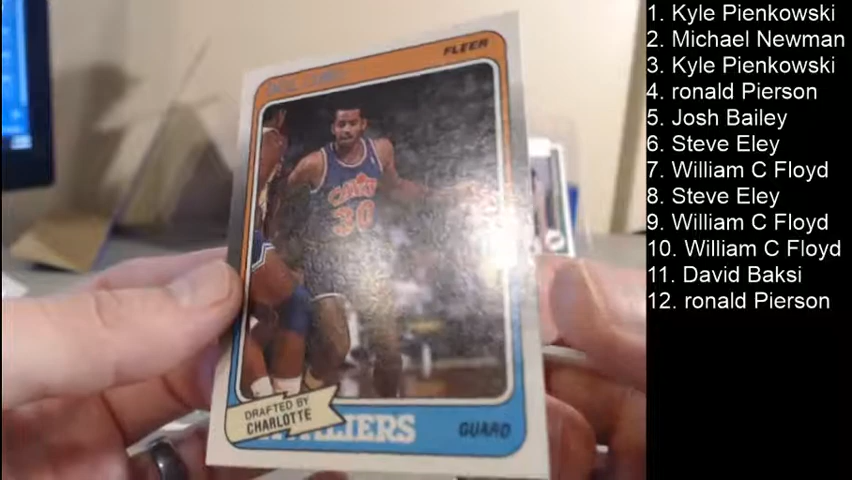 FLEER
CAVS
30
DRAFTED BY
CHARLOTTE
GUARD
1. Kyle Pienkowski
2. Michael Newman
3. Kyle Pienkowski
4. ronald Pierson
5. Josh Bailey
6. Steve Eley
7. William C Floyd
8. Steve Eley
9. William C Floyd
10. William C Floyd
11. David Baksi
12. ronald Pierson